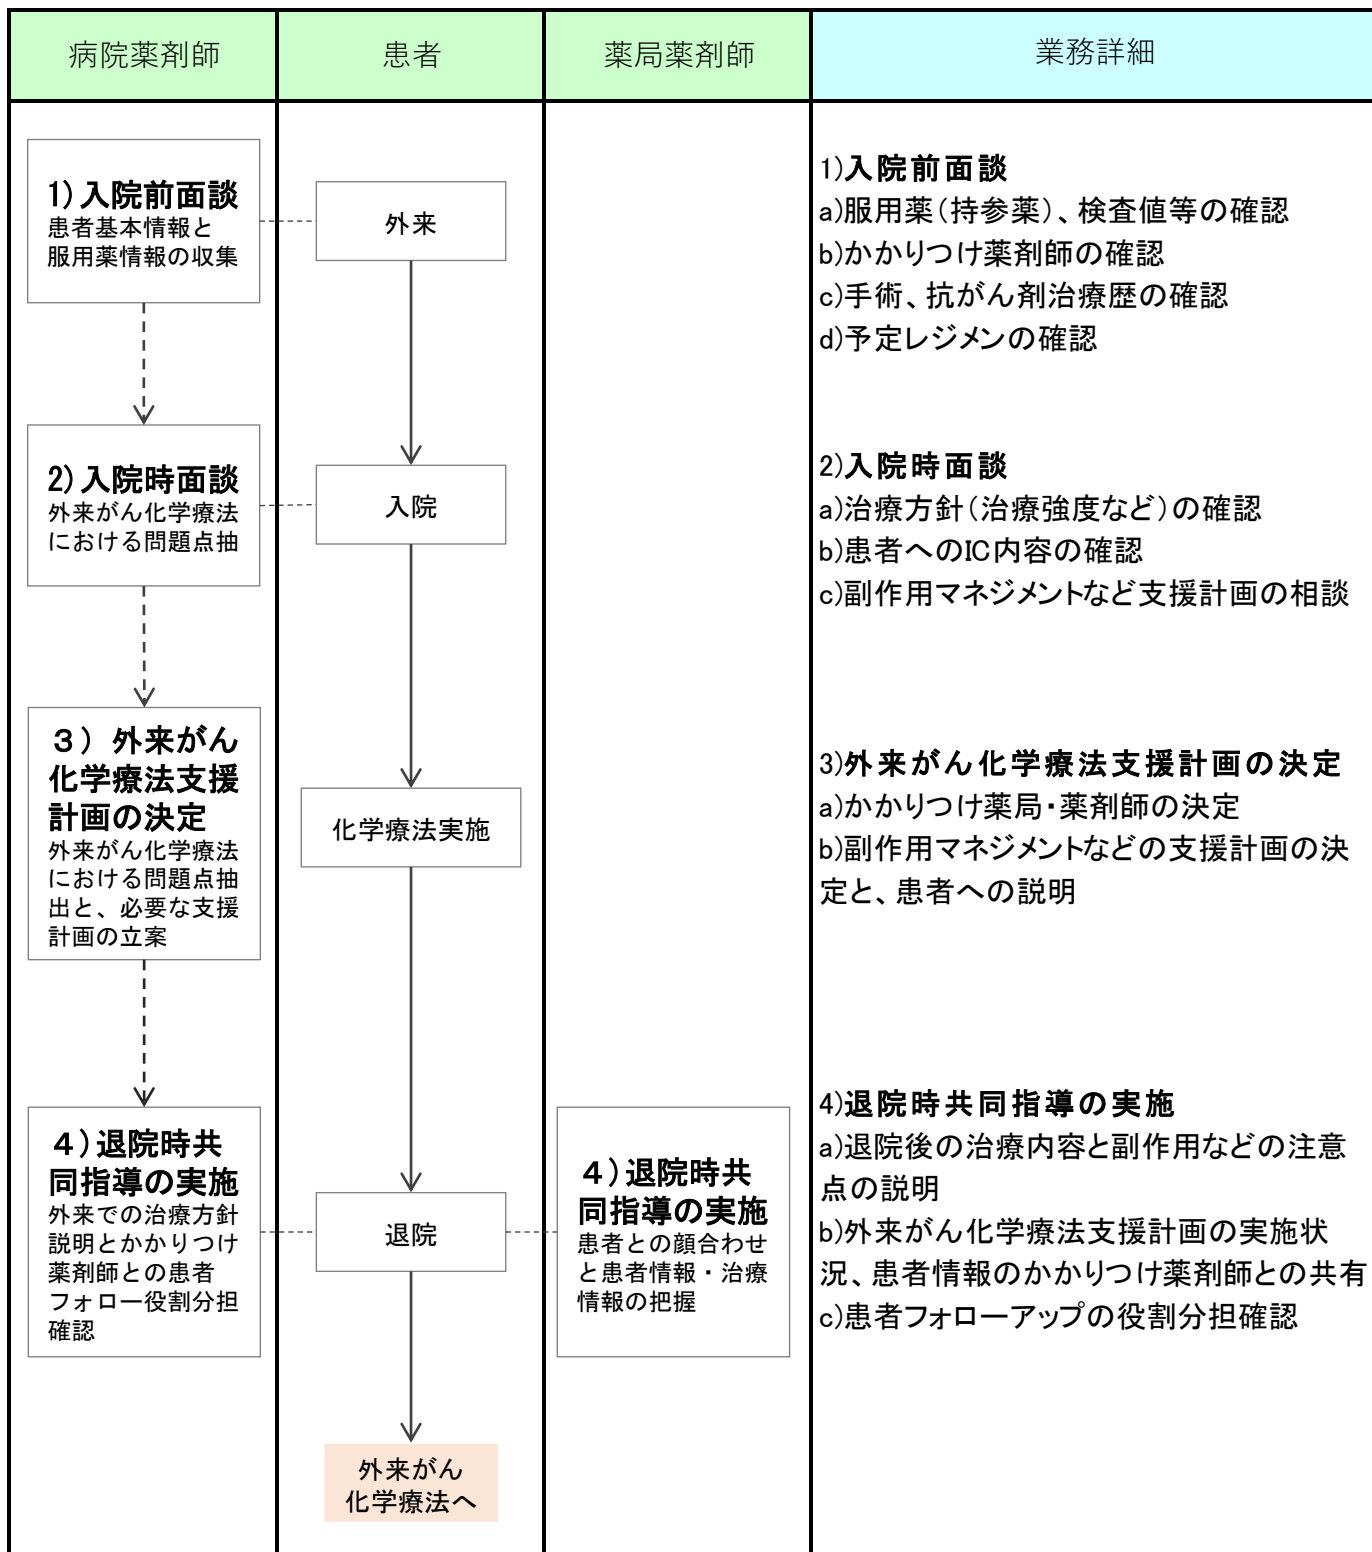 病院薬剤師
患者
薬局薬剤師
業務詳細
1)入院前面談
患者基本情報と
服用薬情報の収集
外来
1)入院前面談
a)服用薬(持参薬)、検査値等の確認
b)かかりつけ薬剤師の確認
c)手術、抗がん剤治療歴の確認
d)予定レジメンの確認
2)入院時面談
外来がん化学療法
における問題点抽
入院
2)入院時面談
a)治療方針(治療強度など)の確認
b)患者へのIC内容の確認
c)副作用マネジメントなど支援計画の相談
3)外来がん
化学療法支援
計画の決定
外来がん化学療法
における問題点抽
出と、必要な支援
計画の立案
化学療法実施
3)外来がん化学療法支援計画の決定
a)かかりつけ薬局・薬剤師の決定
b)副作用マネジメントなどの支援計画の決
定と、患者への説明
4)退院時共
同指導の実施
外来での治療方針
説明とかかりつけ
薬剤師との患者
フォロー役割分担
確認
退院
4)退院時共
同指導の実施
患者との顔合わせ
と患者情報・治療
情報の把握
4)退院時共同指導の実施
a)退院後の治療内容と副作用などの注意
点の説明
b)外来がん化学療法支援計画の実施状
況、患者情報のかかりつけ薬剤師との共有
c)患者フォローアップの役割分担確認
外来がん
化学療法へ